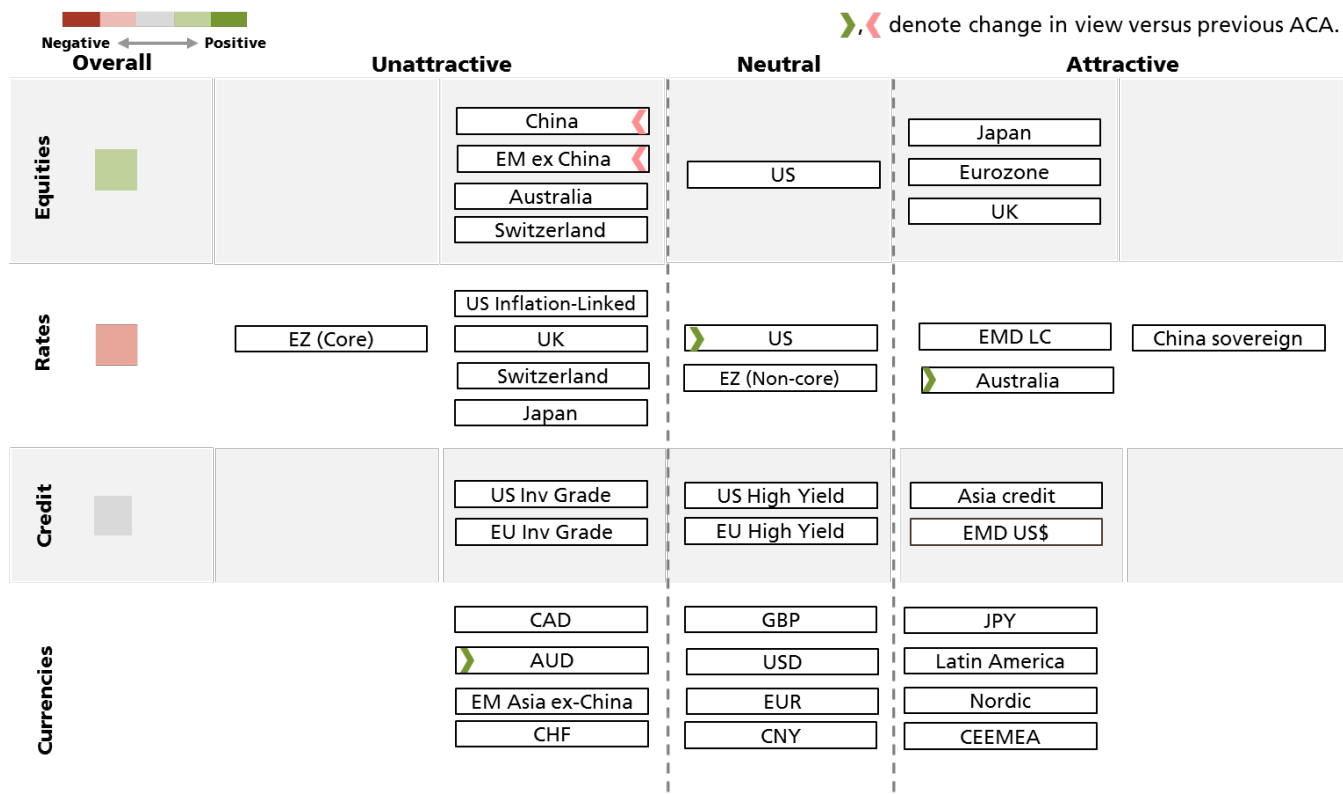 Negative Positive
❯,❮ denote change in view versus previous ACA.
Overall Unattractive Neutral Attractive
Equities
China
EM ex China
Australia
Switzerland
US
Japan
Eurozone
UK
Rates
EZ (Core)
US Inflation-Linked
UK
Switzerland
Japan
US
EZ (Non-core)
EMD LC
Australia
China sovereign
Credit
US Inv Grade
EU Inv Grade
US High Yield
EU High Yield
Asia credit
EMD US$
Currencies
CAD
AUD
EM Asia ex-China
CHF
GBP
USD
EUR
CNY
JPY
Latin America
Nordic
CEEMEA